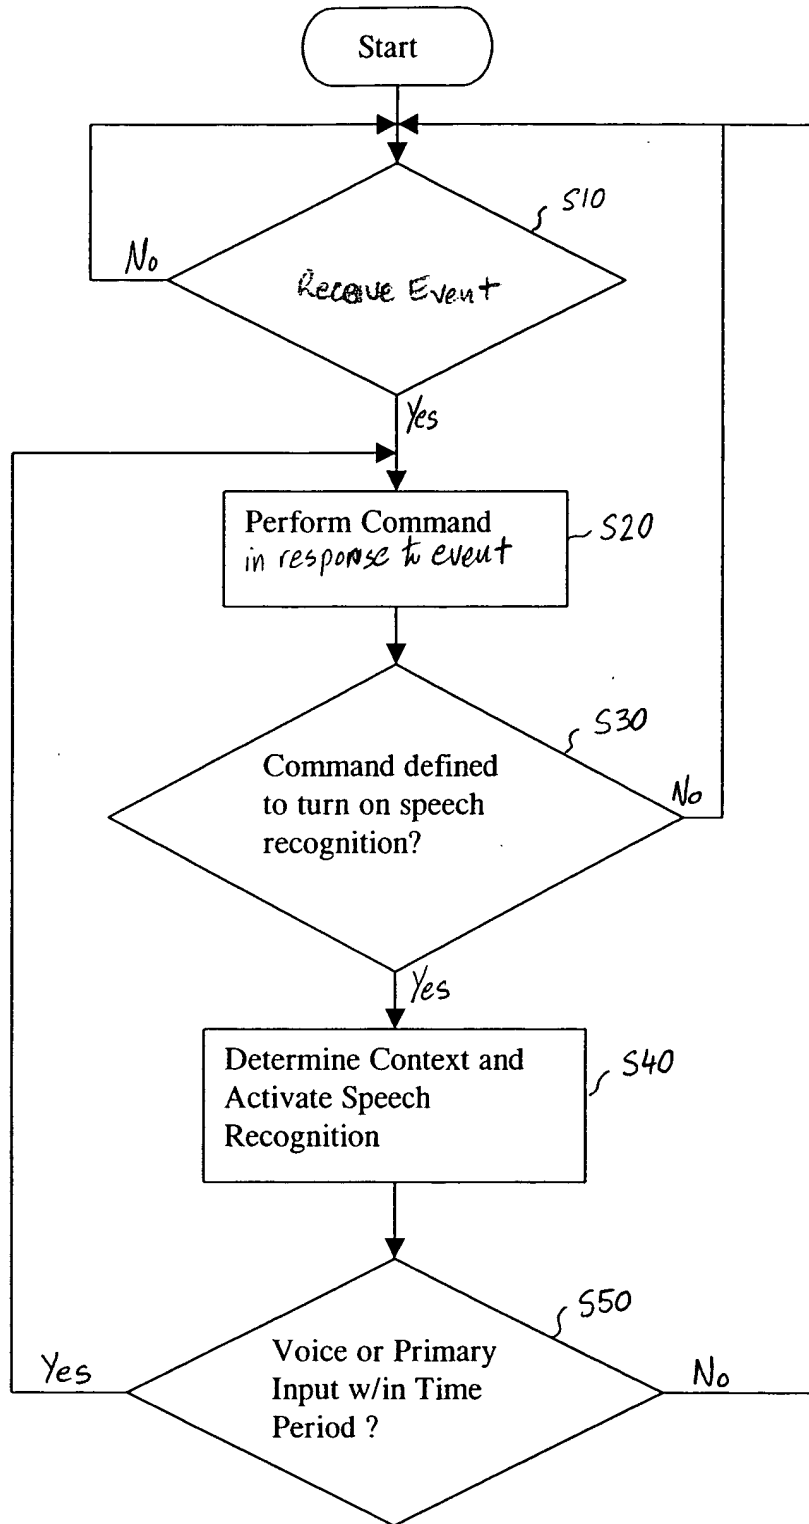 Start
S10
No
Receive Event
Yes
Perform Command
in response to event
S20
S30
Command defined
to turn on speech
recognition?
No
Yes
Determine Context and
Activate Speech
Recognition
S40
S50
Yes
Voice or Primary
Input w/in Time
Period ?
No